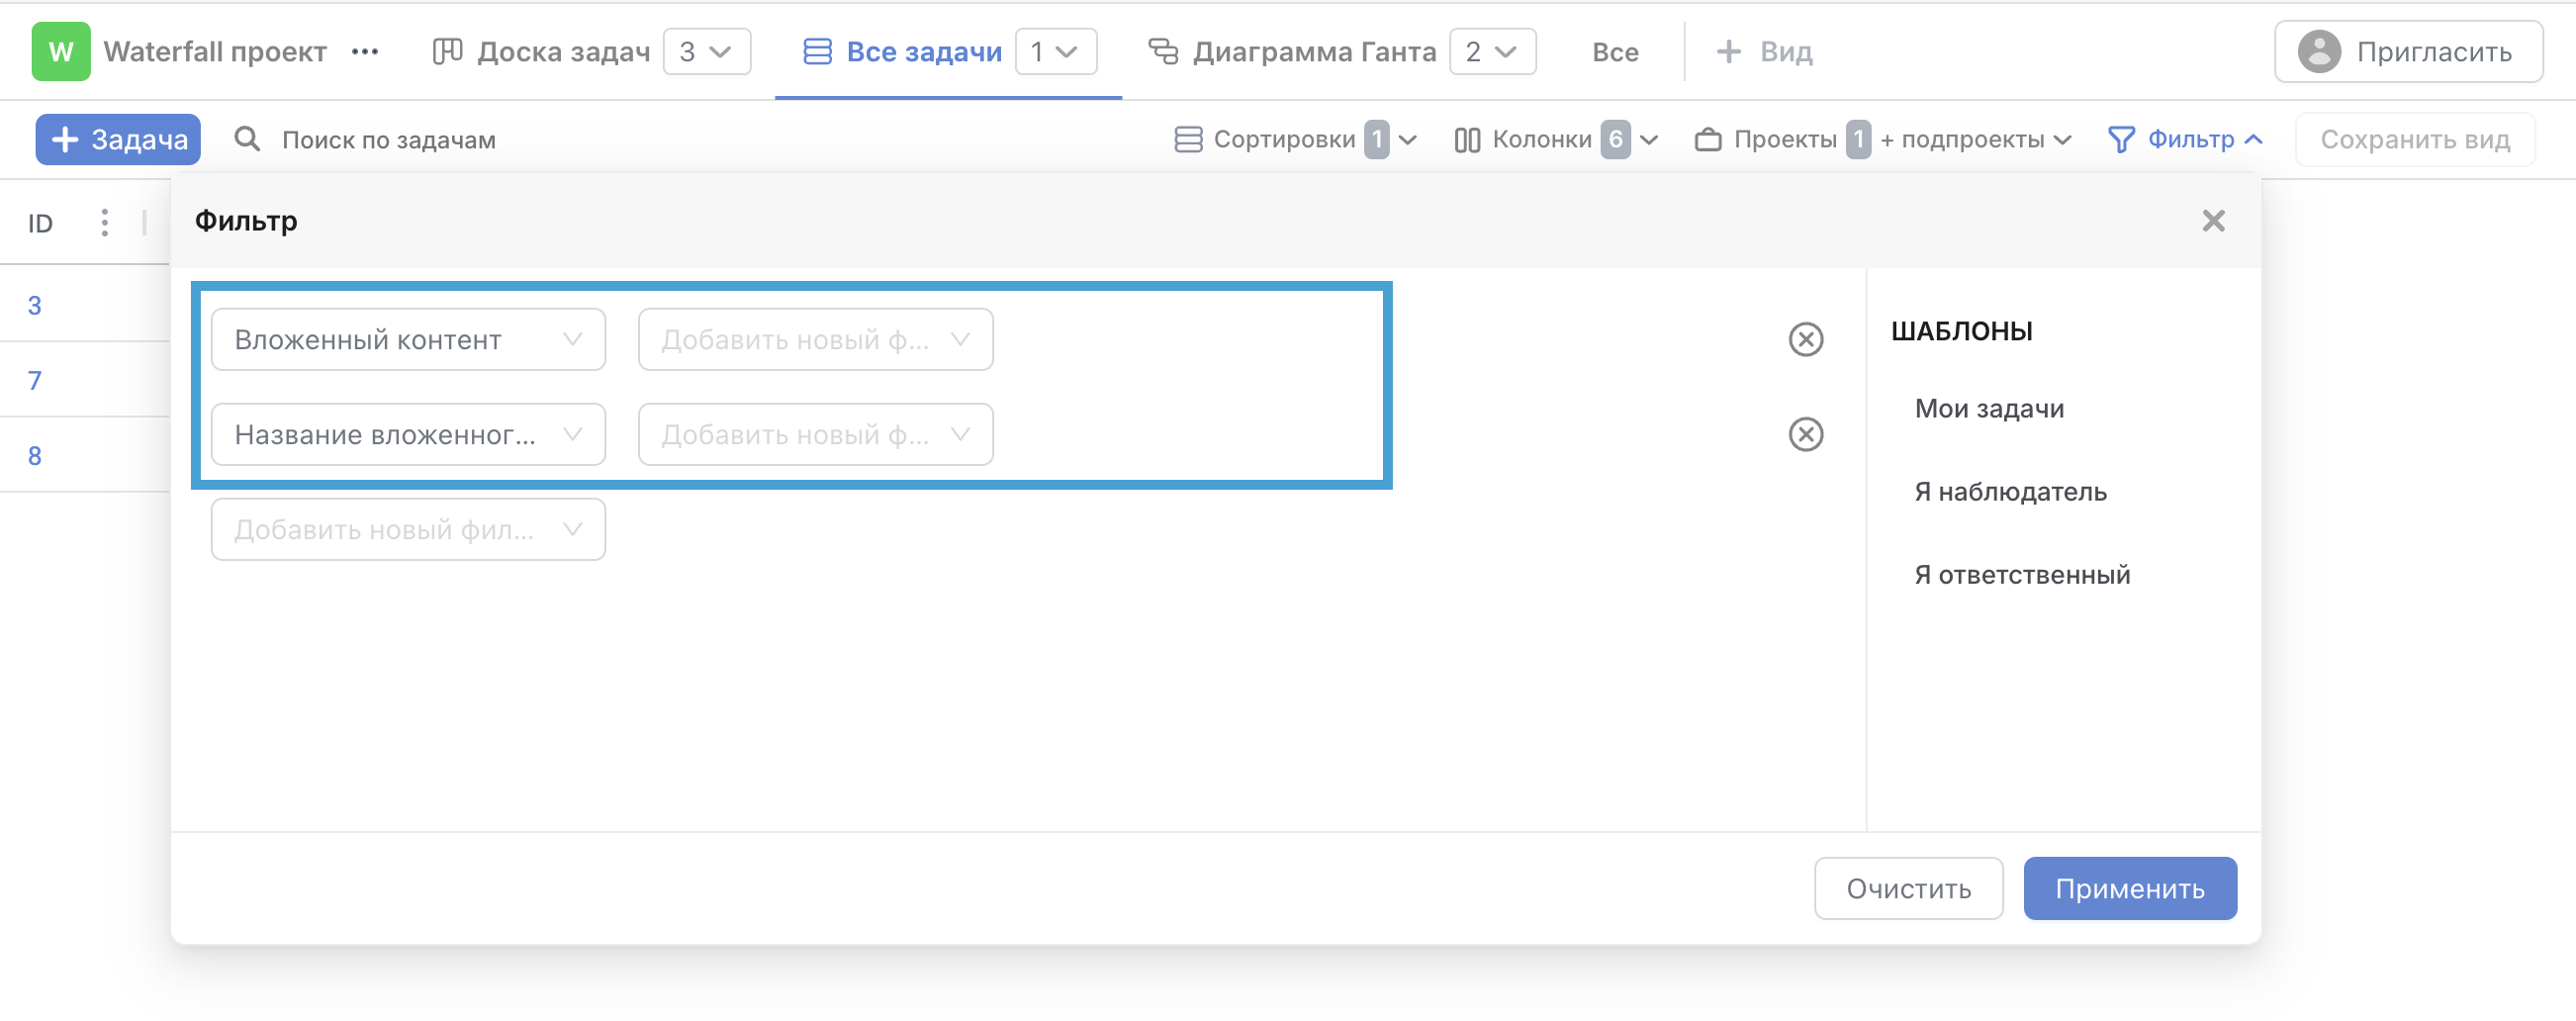 W Waterfall проект ••• Доска задач 3 Все задачи 1 Диаграмма Ганта 2 Все + Вид Пригласить
+ Задача Поиск по задачам Сортировки 1 Колонки 6 Проекты 1 + подпроекты Фильтр Сохранить вид
ID
Фильтр
3
7
8
Вложенный контент Добавить новый ф...
Название вложенног... Добавить новый ф...
Добавить новый фил...
ШАБЛОНЫ
Мои задачи
Я наблюдатель
Я ответственный
Очистить Применить